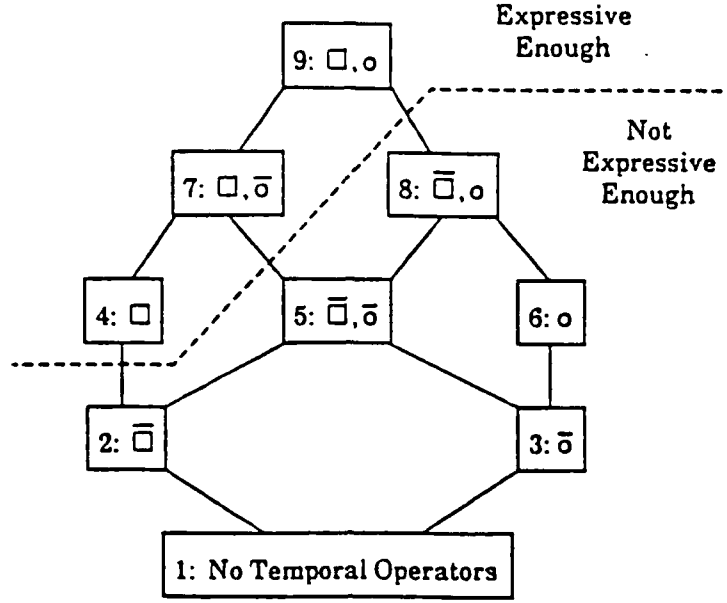 Expressive
Enough
9: □, o
Not
Expressive
Enough
7: □, o̅
8: □̅, o
4: □
5: □̅, o̅
6: o
2: □̅
3: o̅
1: No Temporal Operators